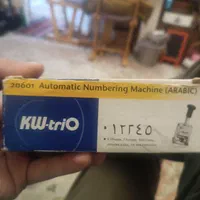 20601 Automatic Numbering Machine (ARABIC)
KW-triO
٠١٢٣٤٥